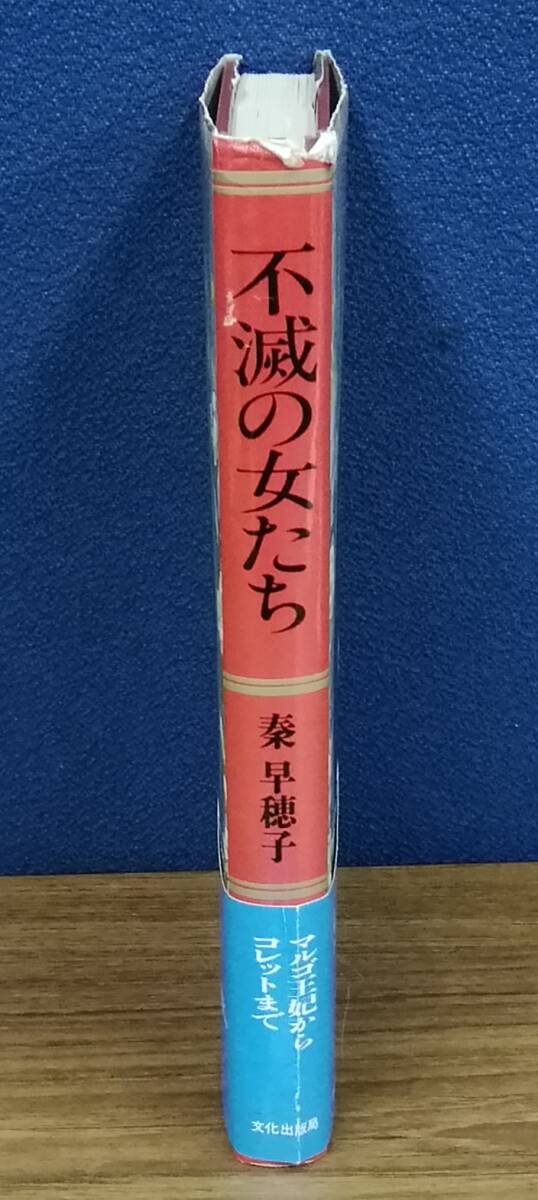 不滅の女たち
秦 早穂子
マルゴ王妃から
コレットまで
文化出版局